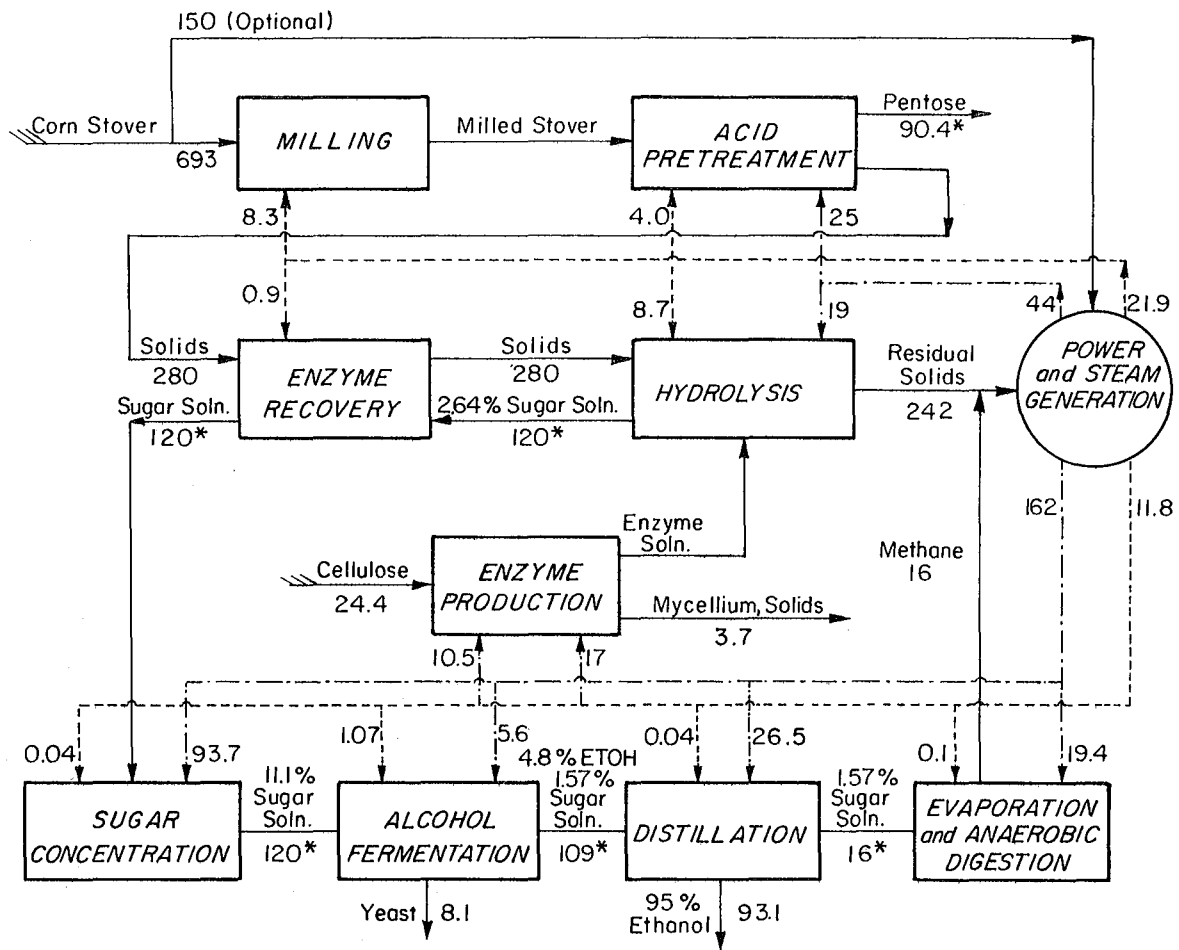 150 (Optional)
Corn Stover
693
MILLING
Milled Stover
ACID
PRETREATMENT
Pentose
90.4*
8.3
4.0
25
0.9
8.7
19
44
21.9
Solids
280
ENZYME
RECOVERY
Solids
280
HYDROLYSIS
Residual
Solids
242
POWER
and STEAM
GENERATION
Sugar Soln.
120*
2.64% Sugar Soln.
120*
162
11.8
Enzyme
Soln.
Methane
16
Cellulose
24.4
ENZYME
PRODUCTION
Mycellium, Solids
3.7
10.5
17
0.04
93.7
1.07
5.6
0.04
26.5
0.1
19.4
SUGAR
CONCENTRATION
11.1%
Sugar
Soln.
120*
ALCOHOL
FERMENTATION
4.8% ETOH
1.57%
Sugar
Soln.
109*
DISTILLATION
1.57%
Sugar
Soln.
16*
EVAPORATION
and ANAEROBIC
DIGESTION
Yeast
8.1
95%
Ethanol
93.1